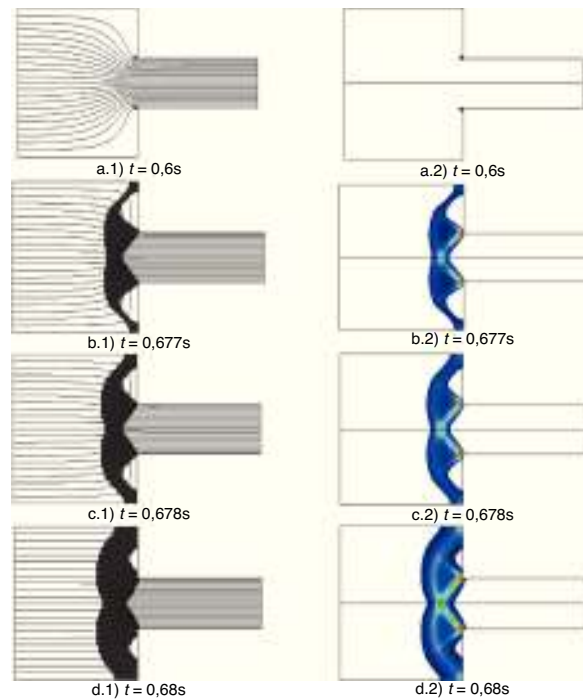 a.1) t = 0,6s
a.2) t = 0,6s
b.1) t = 0,677s
b.2) t = 0,677s
c.1) t = 0,678s
c.2) t = 0,678s
d.1) t = 0,68s
d.2) t = 0,68s